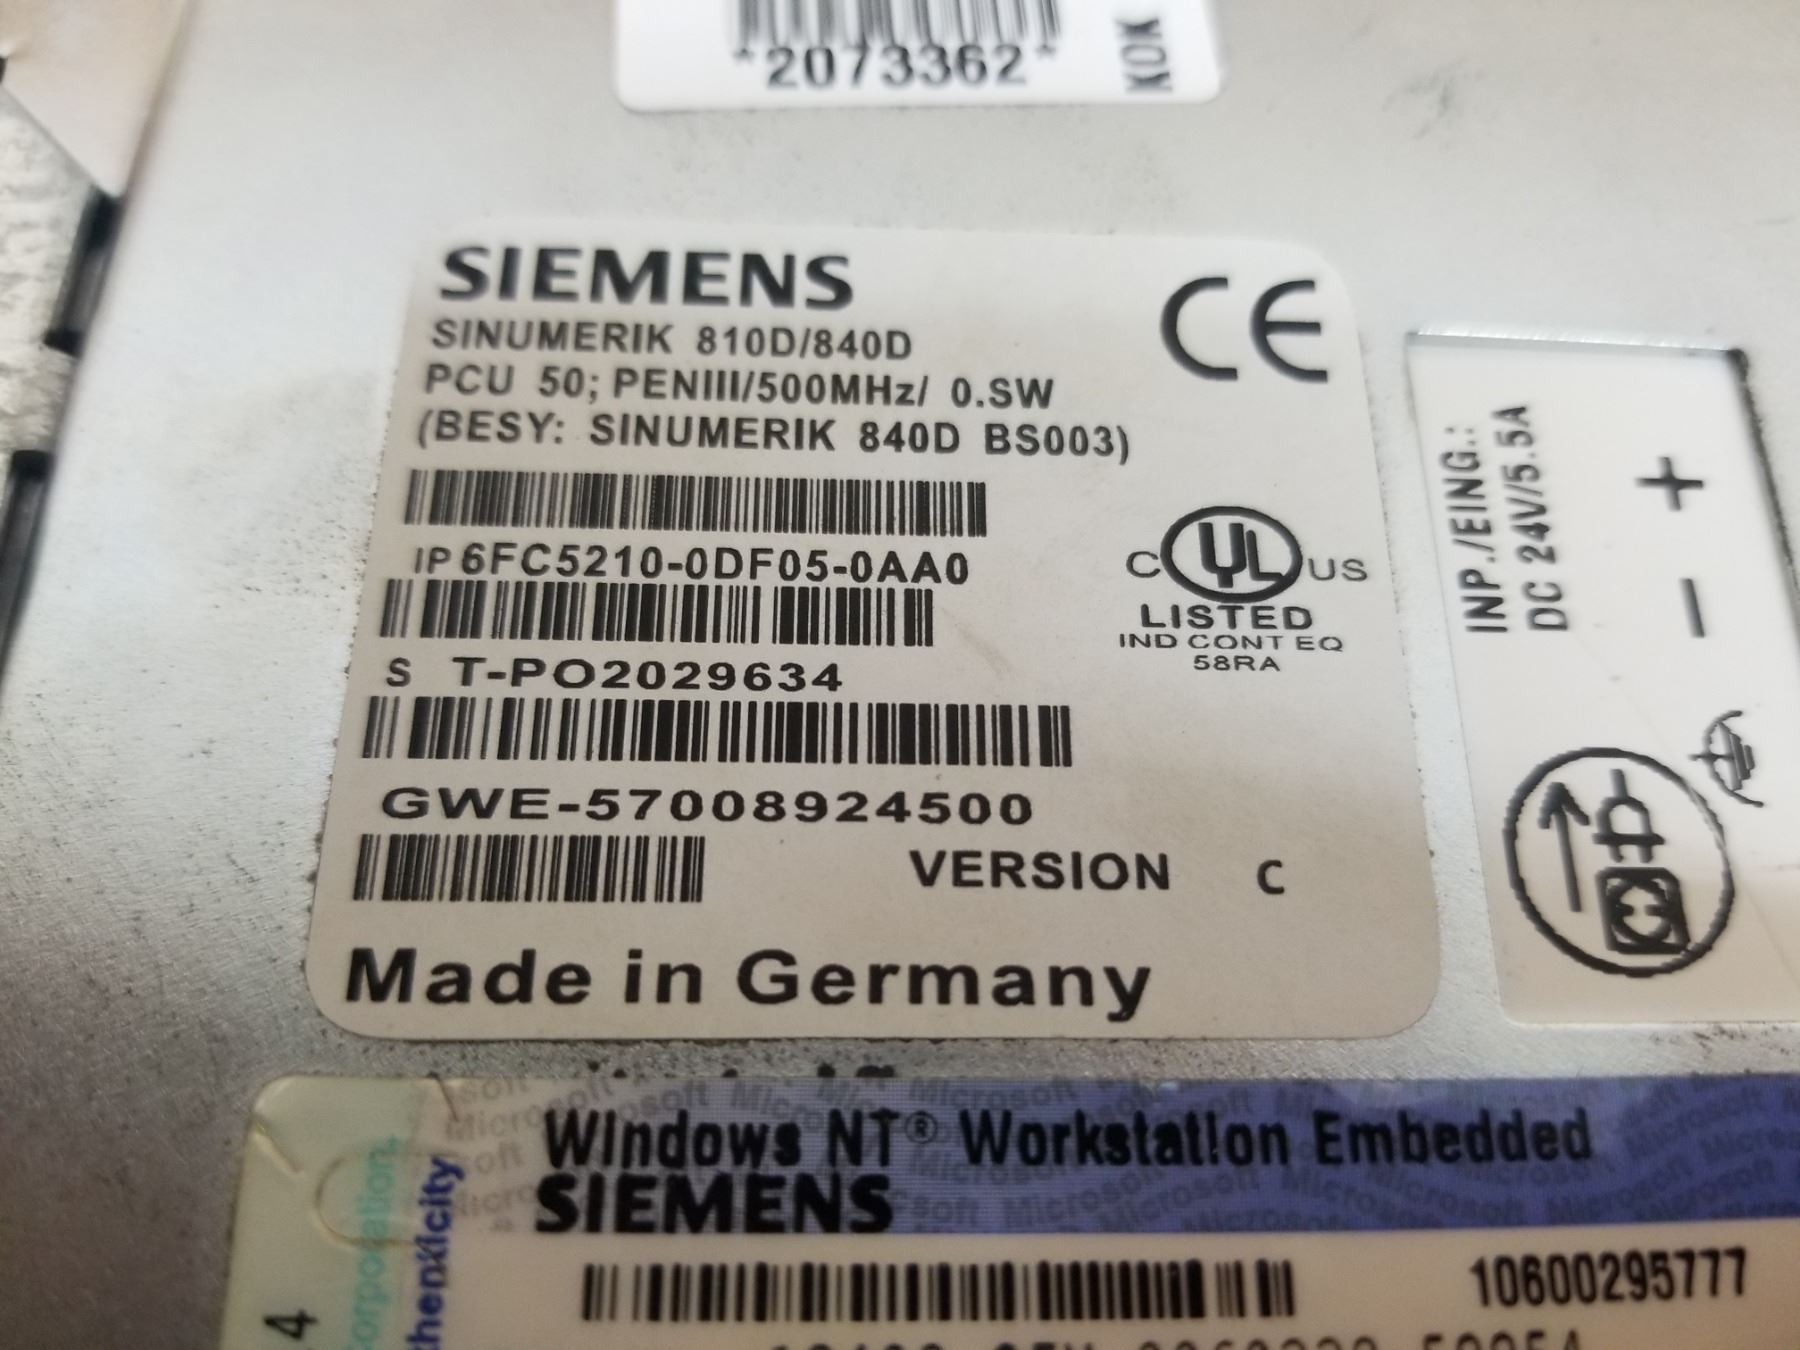 *2073362*
KOK
SIEMENS
CE
SINUMERIK 810D/840D
PCU 50; PENIII/500MHz/ 0.SW
(BESY: SINUMERIK 840D BS003)
IP 6FC5210-0DF05-0AA0
C UL US
LISTED
IND CONT EQ
58RA
S T-PO2029634
GWE-57008924500
VERSION C
Made in Germany
INP./EING.:
DC 24V/5.5A
+
-
Windows NT® Workstation Embedded
SIEMENS
10600295777